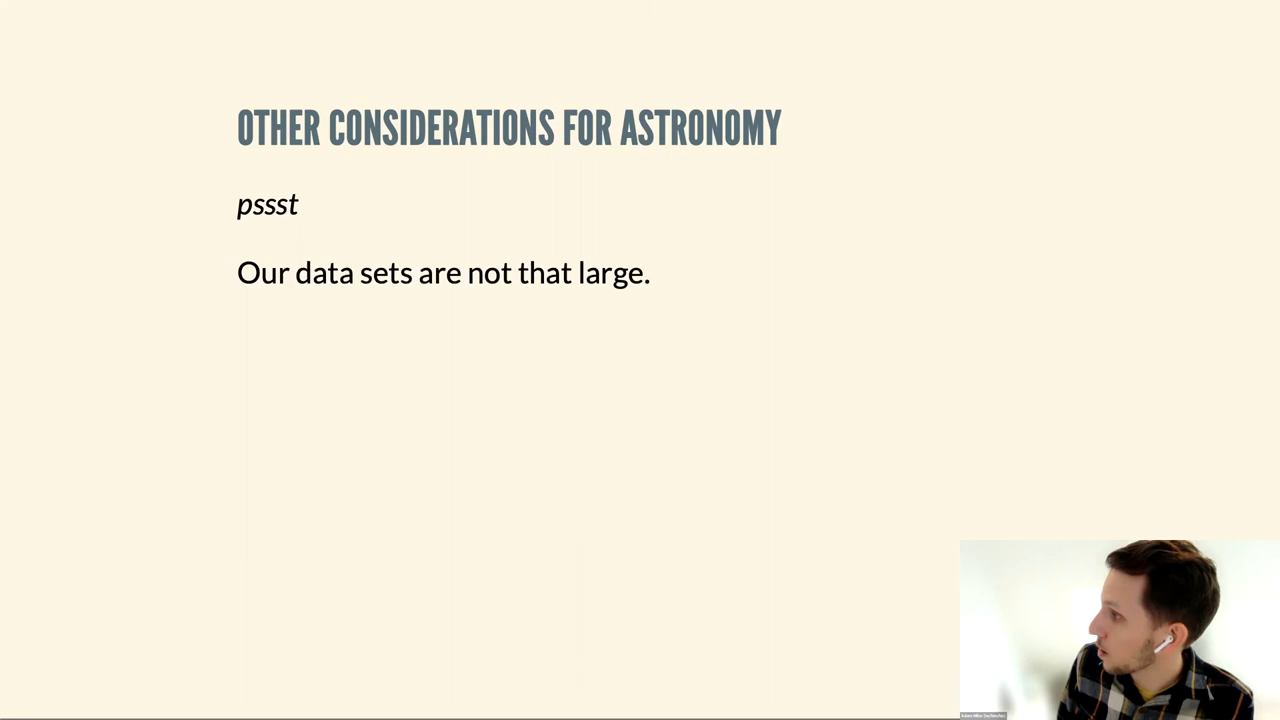 OTHER CONSIDERATIONS FOR ASTRONOMY
pssst
Our data sets are not that large.